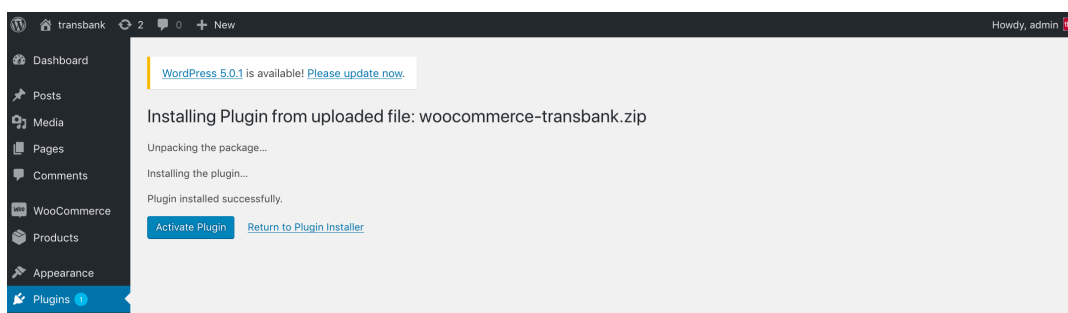 transbank 2 0 New Howdy, admin
Dashboard
WordPress 5.0.1 is available! Please update now.
Posts
Installing Plugin from uploaded file: woocommerce-transbank.zip
Media
Pages
Unpacking the package...
Comments
Installing the plugin...
Plugin installed successfully.
WooCommerce
Activate Plugin Return to Plugin Installer
Products
Appearance
Plugins 1